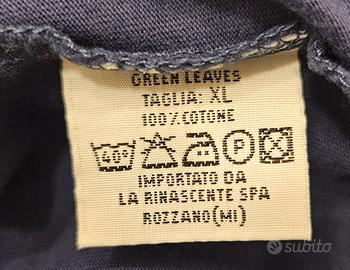 GREEN LEAVES
TAGLIA: XL
100% COTONE
40° P
IMPORTATO DA
LA RINASCENTE SPA
ROZZANO(MI)
subito